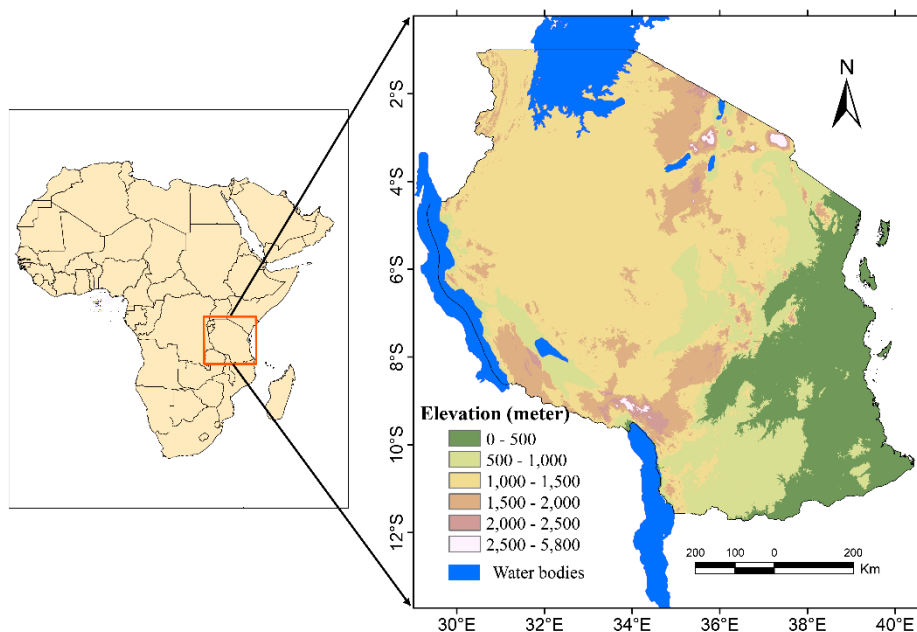 N
2°S
4°S
6°S
8°S
10°S
12°S
Elevation (meter)
0 - 500
500 - 1,000
1,000 - 1,500
1,500 - 2,000
2,000 - 2,500
2,500 - 5,800
Water bodies
200 100 0 200
Km
30°E 32°E 34°E 36°E 38°E 40°E